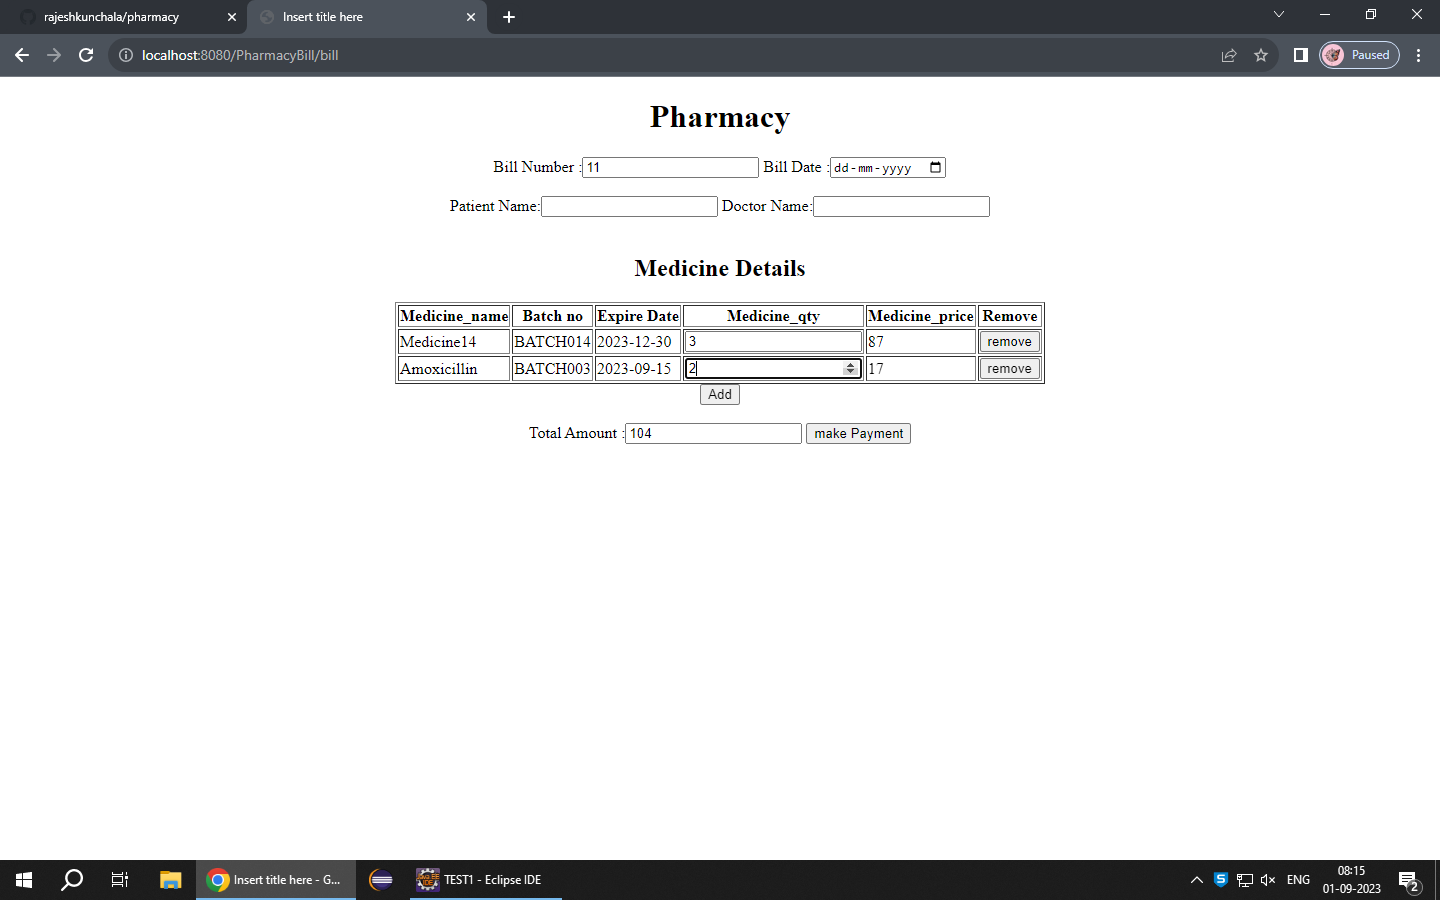 rajeshkunchala/pharmacy
Insert title here
localhost:8080/PharmacyBill/bill
Paused
Pharmacy
Bill Number :11 Bill Date :dd-mm-yyyy
Patient Name: Doctor Name:
Medicine Details
Medicine_name Batch no Expire Date Medicine_qty Medicine_price Remove
Medicine14 BATCH014 2023-12-30 3 87 remove
Amoxicillin BATCH003 2023-09-15 2 17 remove
Add
Total Amount :104 make Payment
Insert title here - G...
TEST1 - Eclipse IDE
ENG
08:15
01-09-2023
2